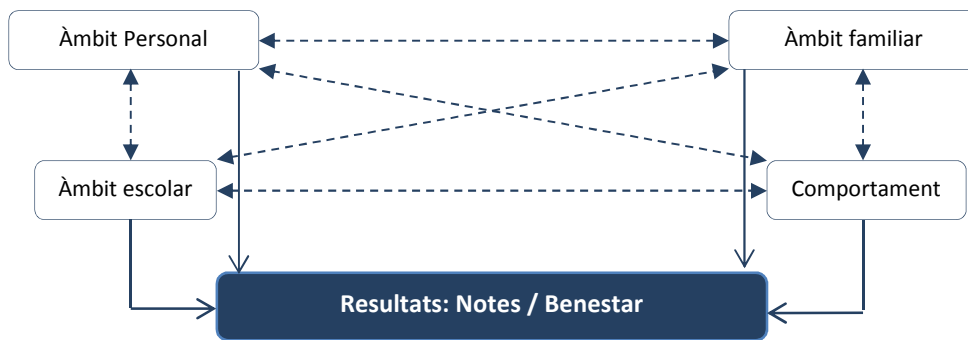 Àmbit Personal
Àmbit familiar
Àmbit escolar
Comportament
Resultats: Notes / Benestar